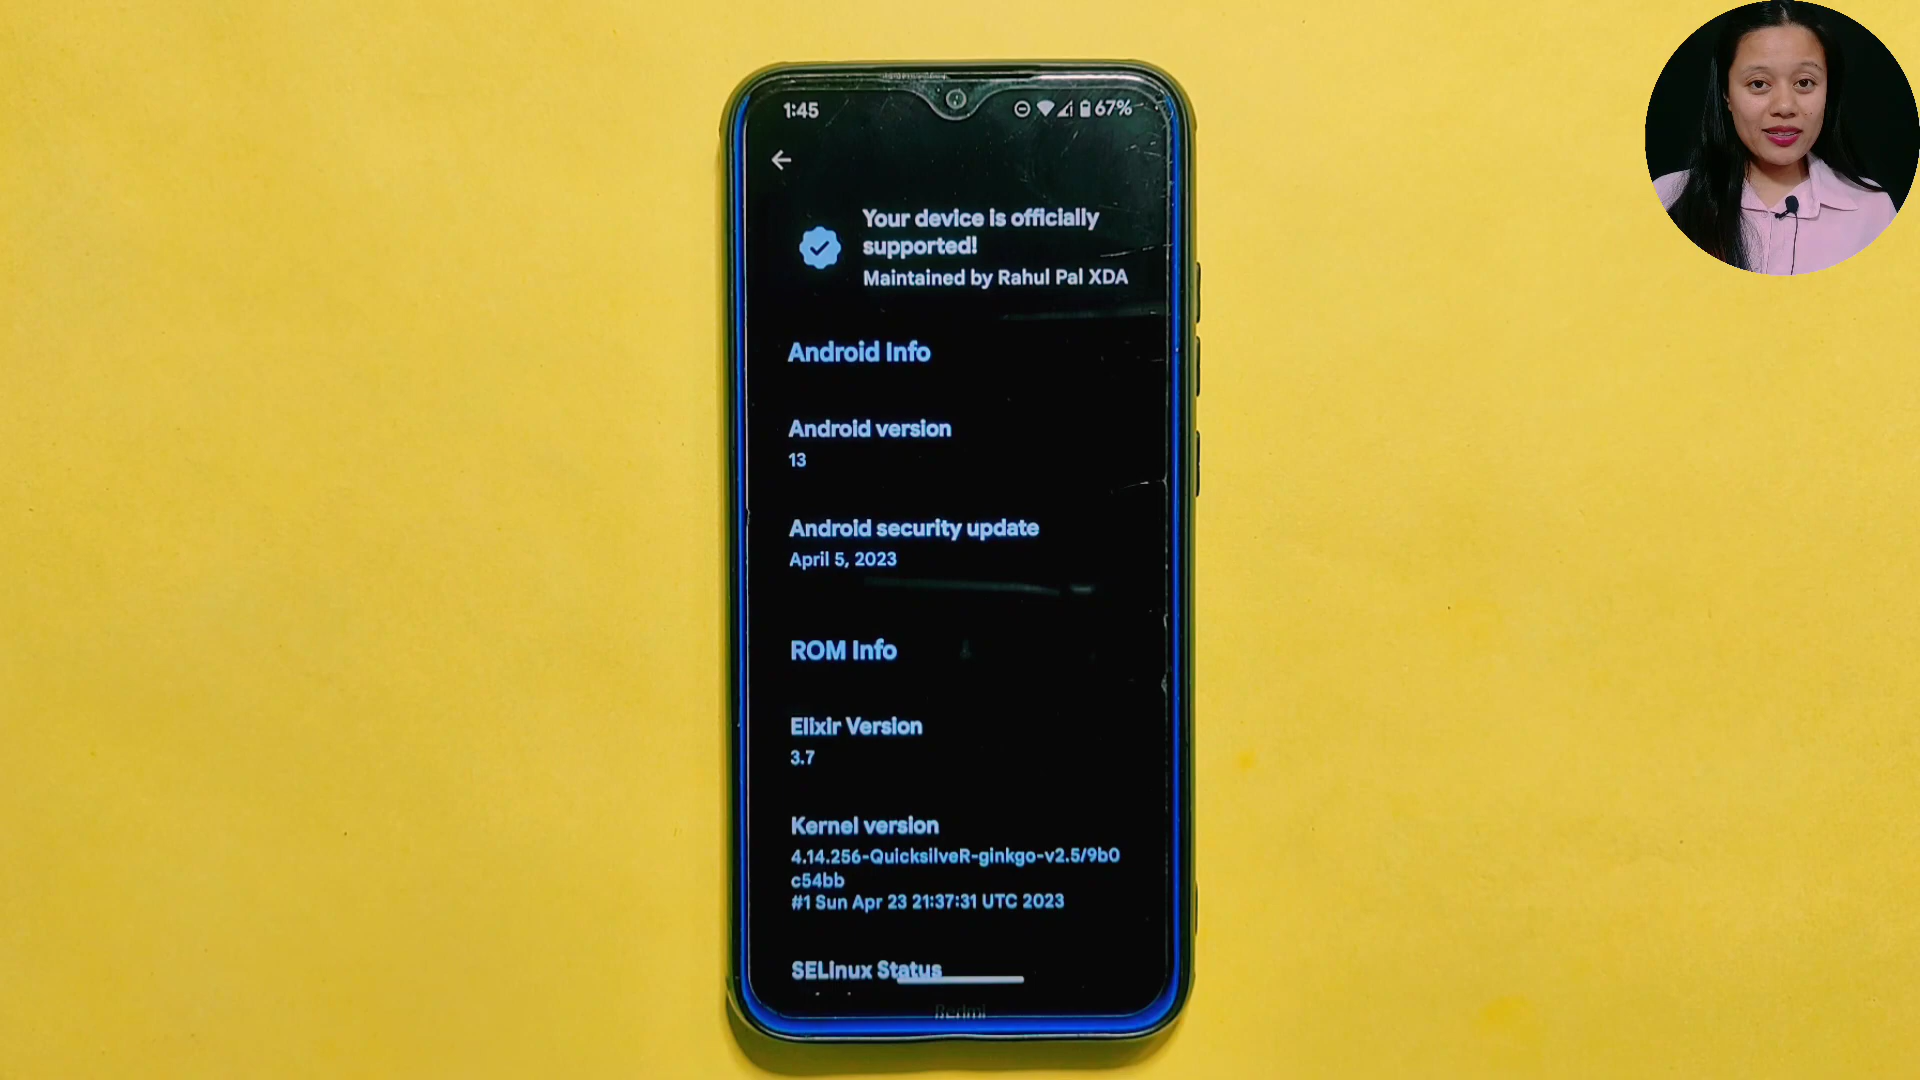 1:45
67%
Your device is officially
supported!
Maintained by Rahul Pal XDA
Android Info
Android version
13
Android security update
April 5, 2023
ROM Info
Elixir Version
3.7
Kernel version
4.14.256-QuicksilveR-ginkgo-v2.5/9b0
c54bb
#1 Sun Apr 23 21:37:31 UTC 2023
SELinux Status
Redmi